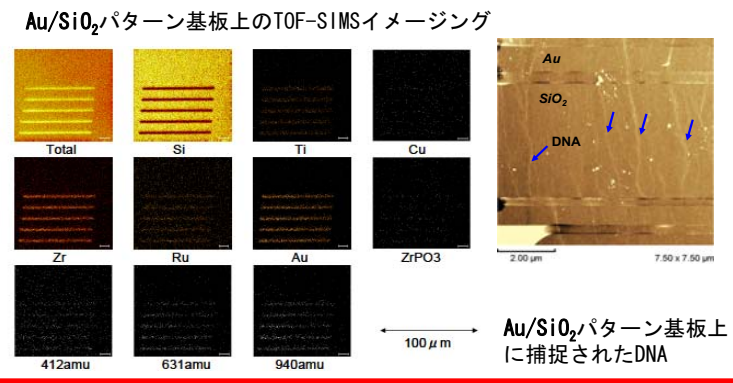 Au/SiO2パターン基板上のTOF-SIMSイメージング
Total Si Ti Cu
Zr Ru Au ZrPO3
412amu 631amu 940amu
100μm
Au
SiO2
DNA
2.00 μm 7.50 x 7.50 μm
Au/SiO2パターン基板上
に捕捉されたDNA